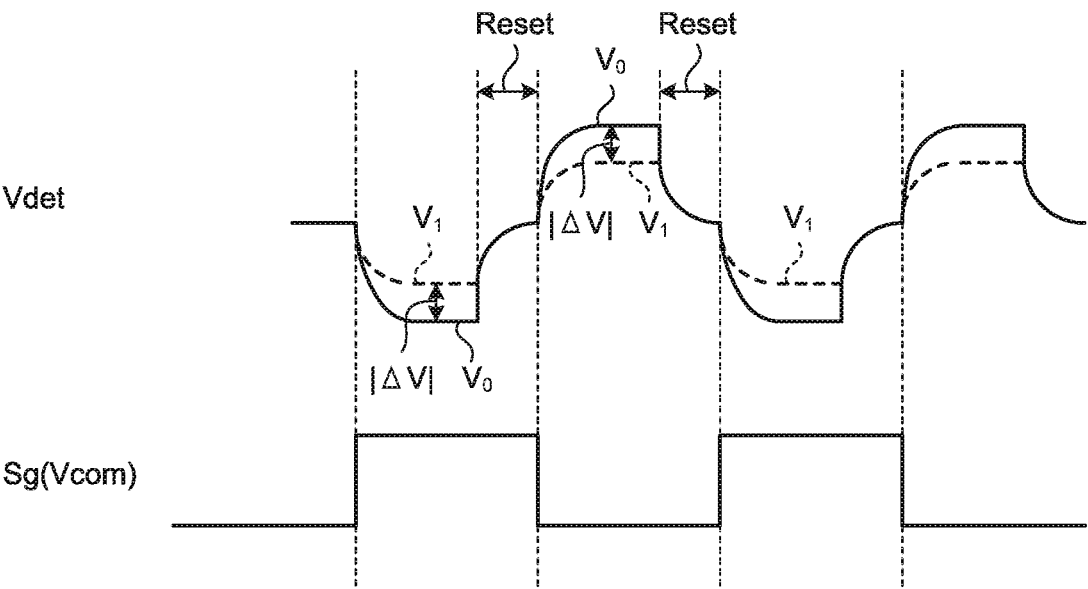 Reset Reset
V₀
Vdet
V₁ |ΔV| V₁ V₁
|ΔV| V₀
Sg(Vcom)